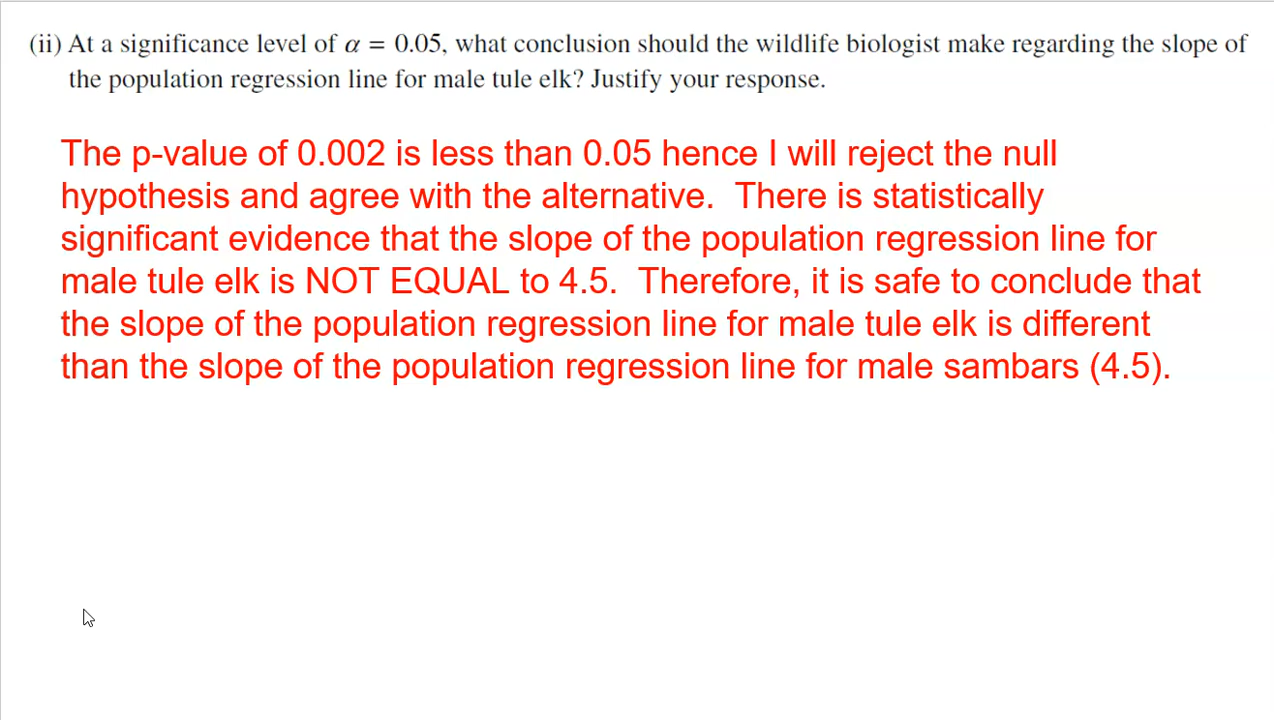 (ii) At a significance level of α = 0.05, what conclusion should the wildlife biologist make regarding the slope of
the population regression line for male tule elk? Justify your response.
The p-value of 0.002 is less than 0.05 hence I will reject the null
hypothesis and agree with the alternative.  There is statistically
significant evidence that the slope of the population regression line for
male tule elk is NOT EQUAL to 4.5.  Therefore, it is safe to conclude that
the slope of the population regression line for male tule elk is different
than the slope of the population regression line for male sambars (4.5).